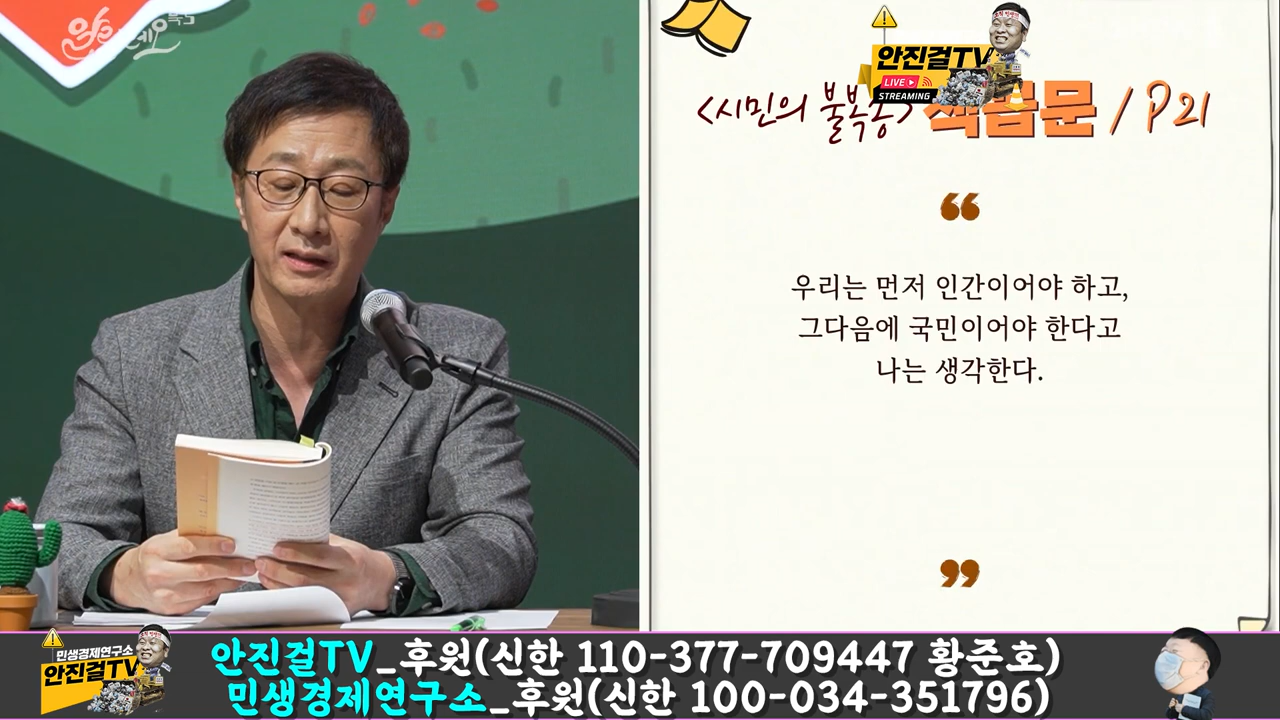 안진걸TV
LIVE
STREAMING
<시민의 불복종> 책뽑문 / P 21
“
우리는 먼저 인간이어야 하고,
그다음에 국민이어야 한다고
나는 생각한다.
”
민생경제연구소
안진걸TV
안진걸TV_후원(신한 110-377-709447 황준호)
민생경제연구소_후원(신한 100-034-351796)